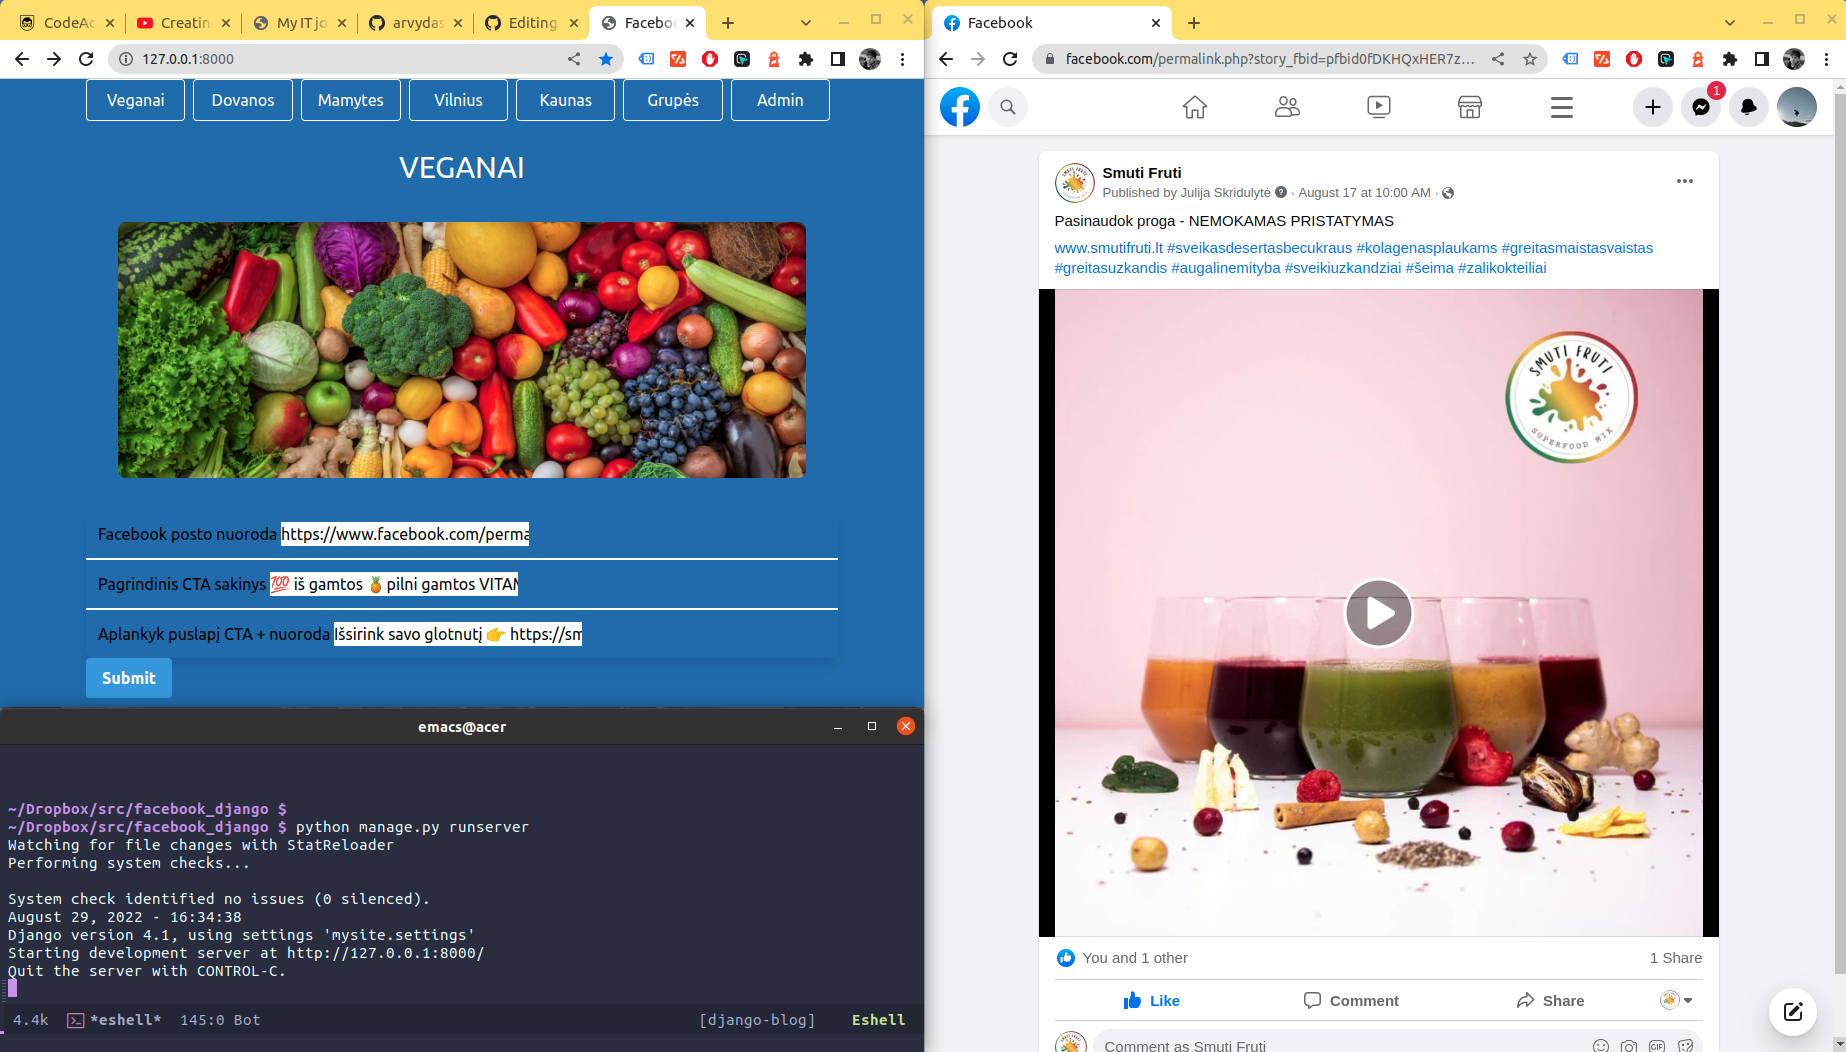 CodeAc
Creatin
My IT jo
arvydas
Editing
Faceboo
127.0.0.1:8000
Veganai
Dovanos
Mamytes
Vilnius
Kaunas
Grupės
Admin
VEGANAI
Facebook posto nuoroda https://www.facebook.com/perma
Pagrindinis CTA sakinys 💯 iš gamtos 🍍pilni gamtos VITAM
Aplankyk puslapį CTA + nuoroda Išsirink savo glotnutį 👉 https://sm
Submit
emacs@acer
~/Dropbox/src/facebook_django $
~/Dropbox/src/facebook_django $ python manage.py runserver
Watching for file changes with StatReloader
Performing system checks...
System check identified no issues (0 silenced).
August 29, 2022 - 16:34:38
Django version 4.1, using settings 'mysite.settings'
Starting development server at http://127.0.0.1:8000/
Quit the server with CONTROL-C.
4.4k *eshell* 145:0 Bot [django-blog] Eshell
Facebook
facebook.com/permalink.php?story_fbid=pfbid0fDKHQxHER7z...
1
Smuti Fruti
Published by Julija Skridulytė · August 17 at 10:00 AM ·
Pasinaudok proga - NEMOKAMAS PRISTATYMAS
www.smutifruti.lt #sveikasdesertasbecukraus #kolagenasplaukams #greitasmaistasvaistas
#greitasuzkandis #augalinemityba #sveikiuzkandziai #šeima #zalikokteiliai
SMUTI FRUTI
SUPERFOOD MIX
You and 1 other
1 Share
Like
Comment
Share
Comment as Smuti Fruti
GIF